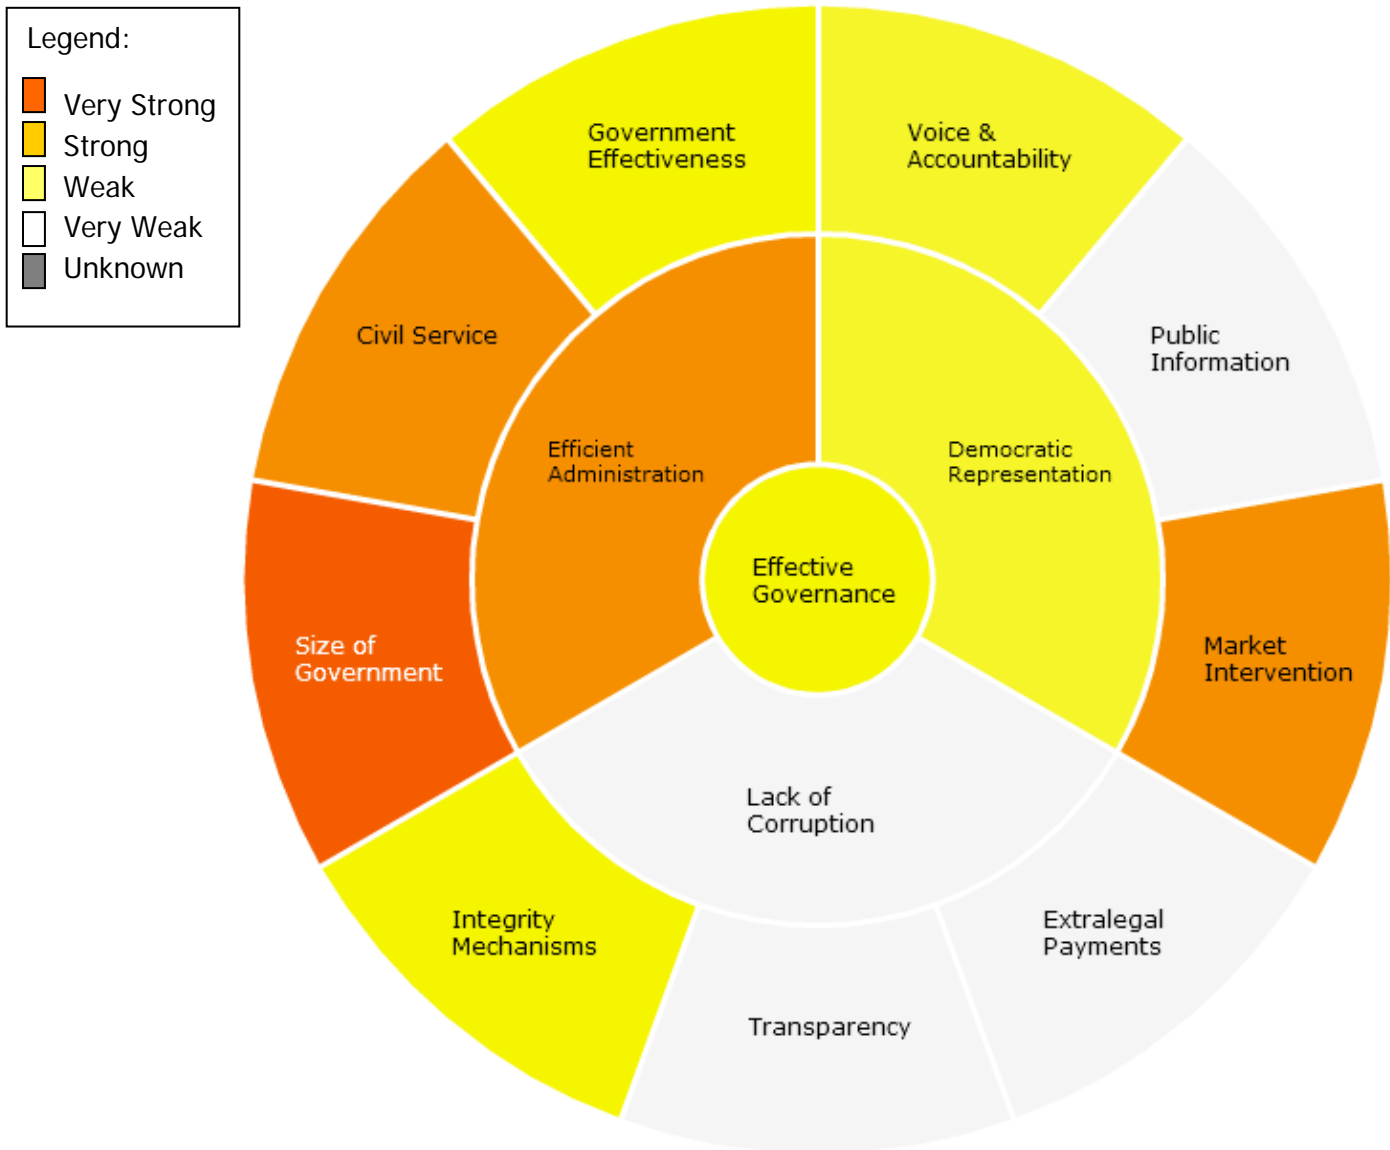 Legend:
Very Strong
Strong
Weak
Very Weak
Unknown
Government
Effectiveness
Voice &
Accountability
Civil Service
Public
Information
Efficient
Administration
Democratic
Representation
Effective
Governance
Size of
Government
Market
Intervention
Lack of
Corruption
Integrity
Mechanisms
Extralegal
Payments
Transparency